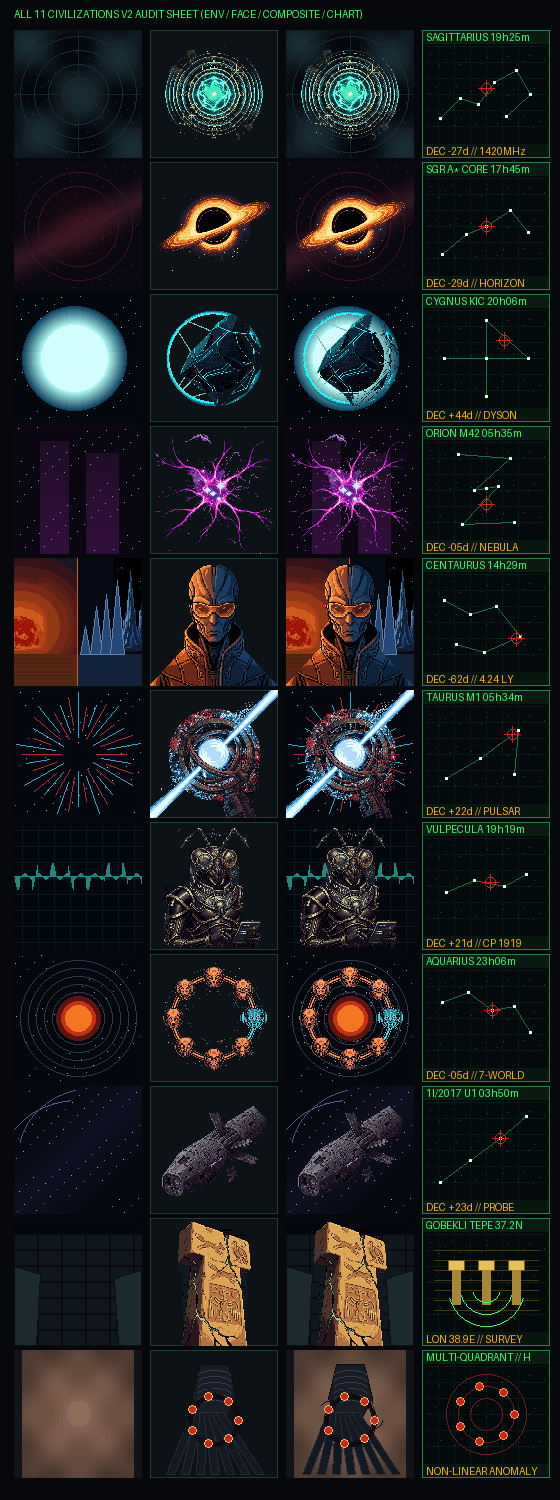 ALL 11 CIVILIZATIONS V2 AUDIT SHEET (ENV / FACE / COMPOSITE / CHART)
SAGITTARIUS 19h25m
DEC -27d // 1420MHz
SGR A* CORE 17h45m
DEC -29d // HORIZON
CYGNUS KIC 20h06m
DEC +44d // DYSON
ORION M42 05h35m
DEC -05d // NEBULA
CENTAURUS 14h29m
DEC -62d // 4.24 LY
TAURUS M1 05h34m
DEC +22d // PULSAR
VULPECULA 19h19m
DEC +21d // CP 1919
AQUARIUS 23h06m
DEC -05d // 7-WORLD
1I/2017 U1 03h50m
DEC +23d // PROBE
GOBEKLI TEPE 37.2N
LON 38.9E // SURVEY
MULTI-QUADRANT // H
NON-LINEAR ANOMALY